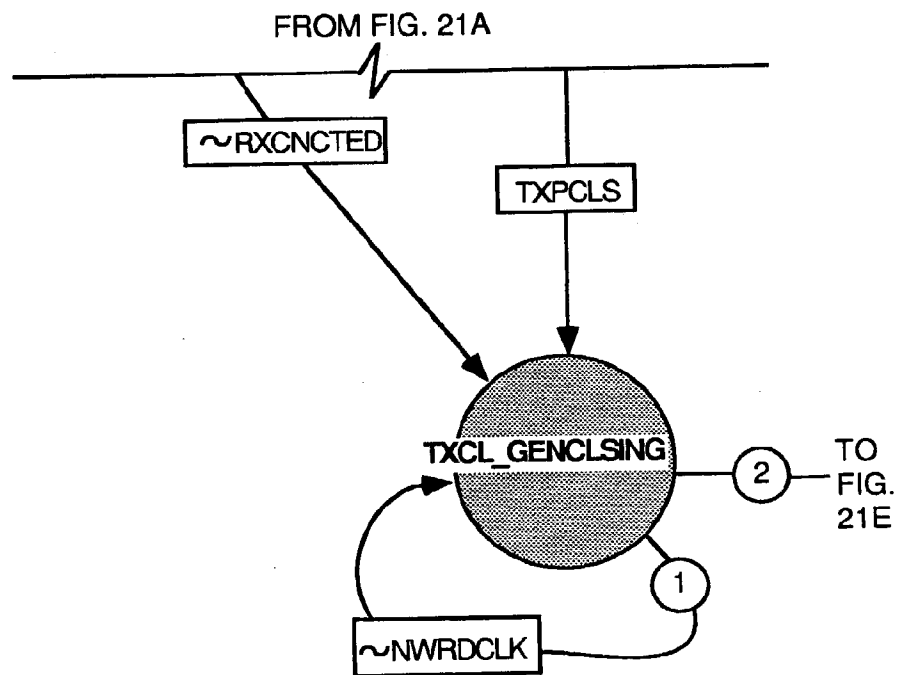 FROM FIG. 21A
~RXCNCTED
TXPCLS
TXCL_GENCLSING
2
TO
FIG.
21E
1
~NWRDCLK